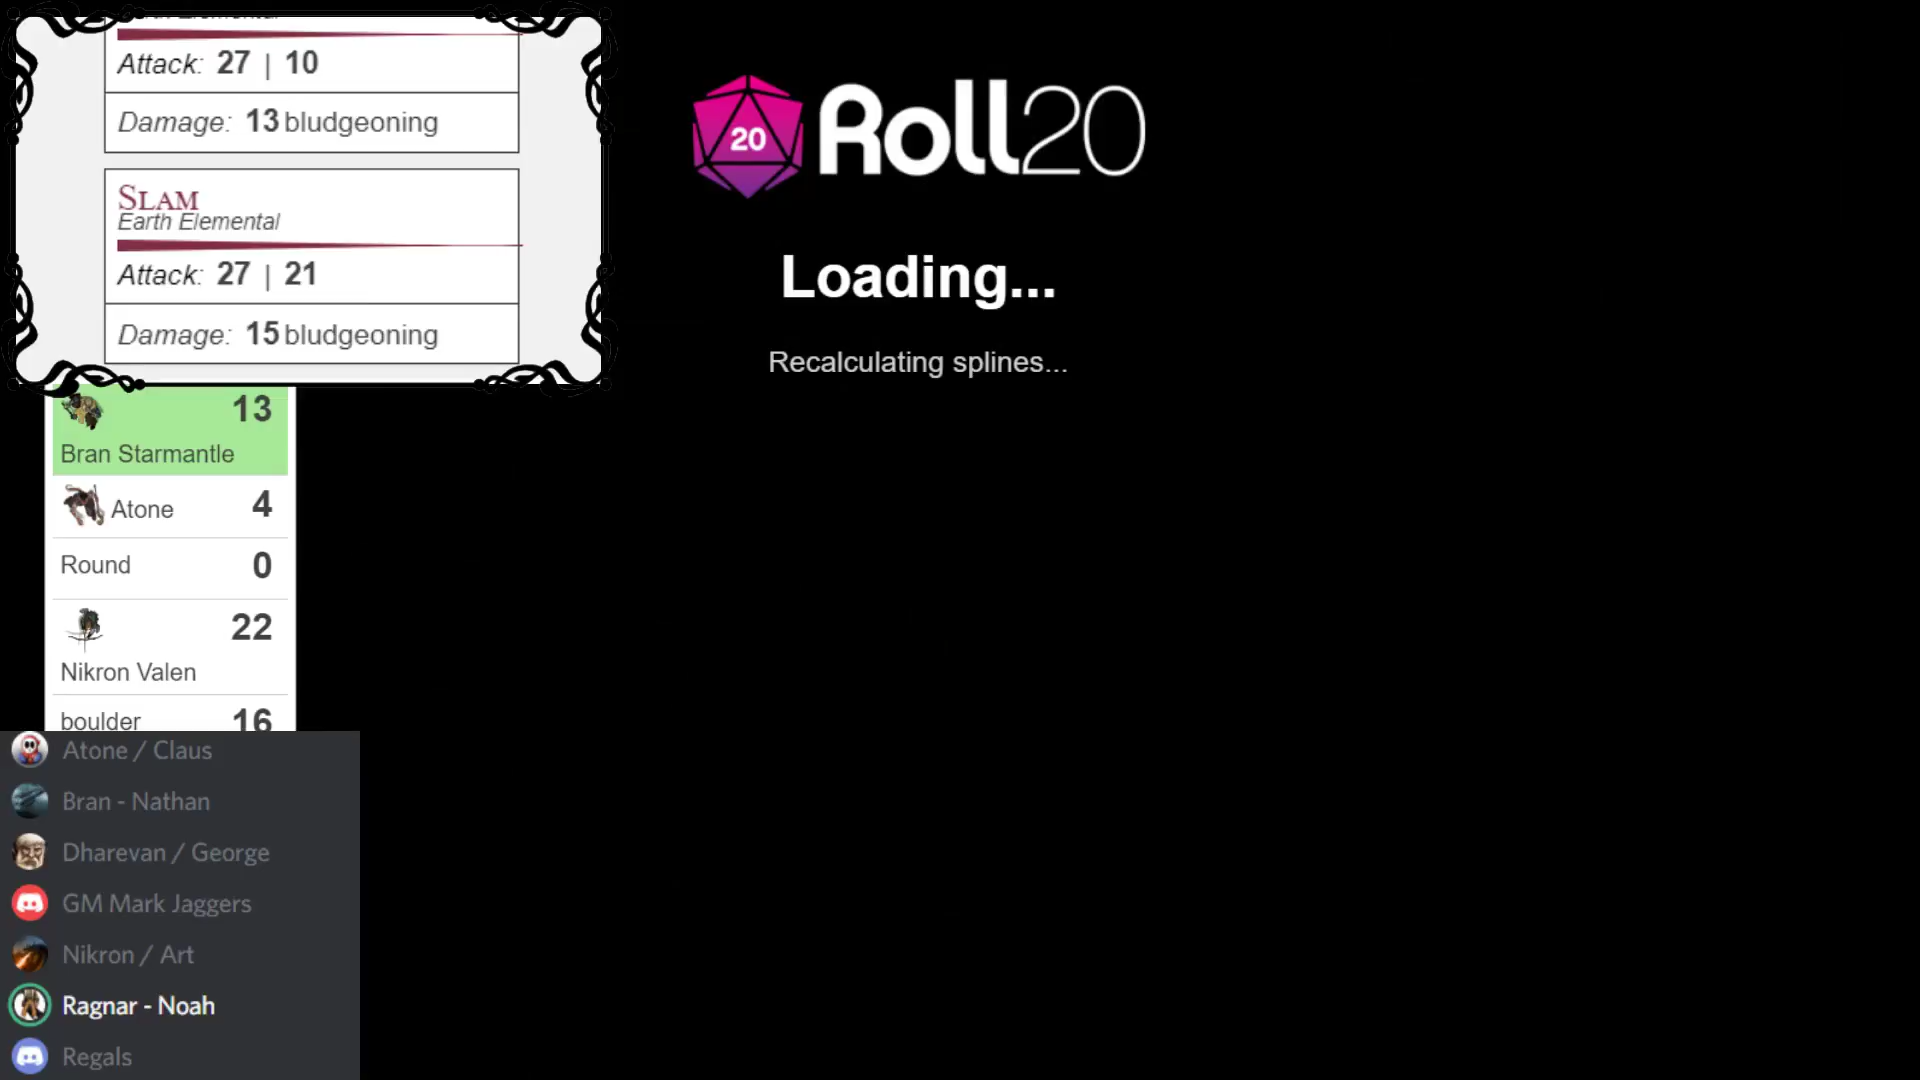 Attack: 27 | 10
Damage: 13 bludgeoning
SLAM
Earth Elemental
Attack: 27 | 21
Damage: 15 bludgeoning
13
Bran Starmantle
Atone 4
Round 0
22
Nikron Valen
boulder 16
Atone / Claus
Bran - Nathan
Dharevan / George
GM Mark Jaggers
Nikron / Art
Ragnar - Noah
Regals
20 Roll20
Loading...
Recalculating splines...